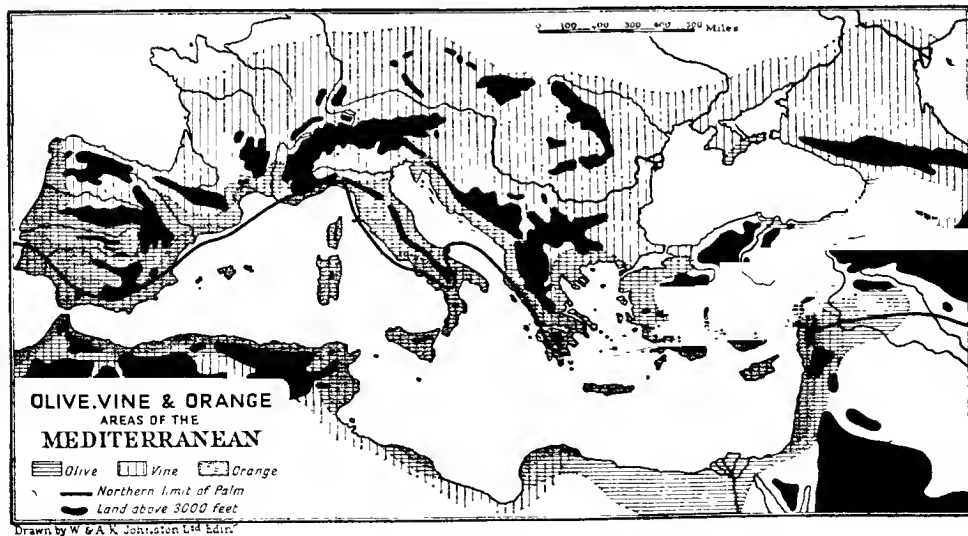 0 100 200 300 400 500 Miles
OLIVE.VINE & ORANGE
AREAS OF THE
MEDITERRANEAN
Olive Vine Orange
Northern limit of Palm
Land above 3000 feet
Drawn by W & A K Johnston Ltd Edinr